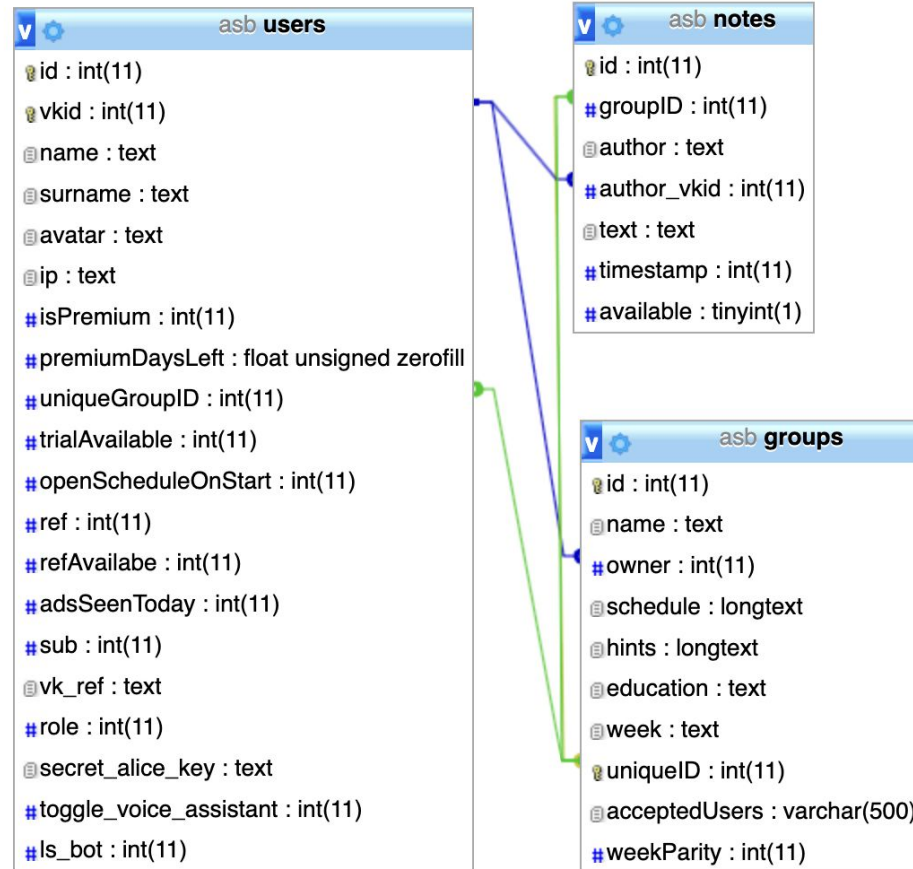 v asb users
id : int(11)
vkid : int(11)
name : text
surname : text
avatar : text
ip : text
#isPremium : int(11)
#premiumDaysLeft : float unsigned zerofill
#uniqueGroupID : int(11)
#trialAvailable : int(11)
#openScheduleOnStart : int(11)
#ref : int(11)
#refAvailabe : int(11)
#adsSeenToday : int(11)
#sub : int(11)
vk_ref : text
#role : int(11)
secret_alice_key : text
#toggle_voice_assistant : int(11)
#ls_bot : int(11)
v asb notes
id : int(11)
#groupID : int(11)
author : text
#author_vkid : int(11)
text : text
#timestamp : int(11)
#available : tinyint(1)
v asb groups
id : int(11)
name : text
#owner : int(11)
schedule : longtext
hints : longtext
education : text
week : text
uniqueID : int(11)
acceptedUsers : varchar(500)
#weekParity : int(11)